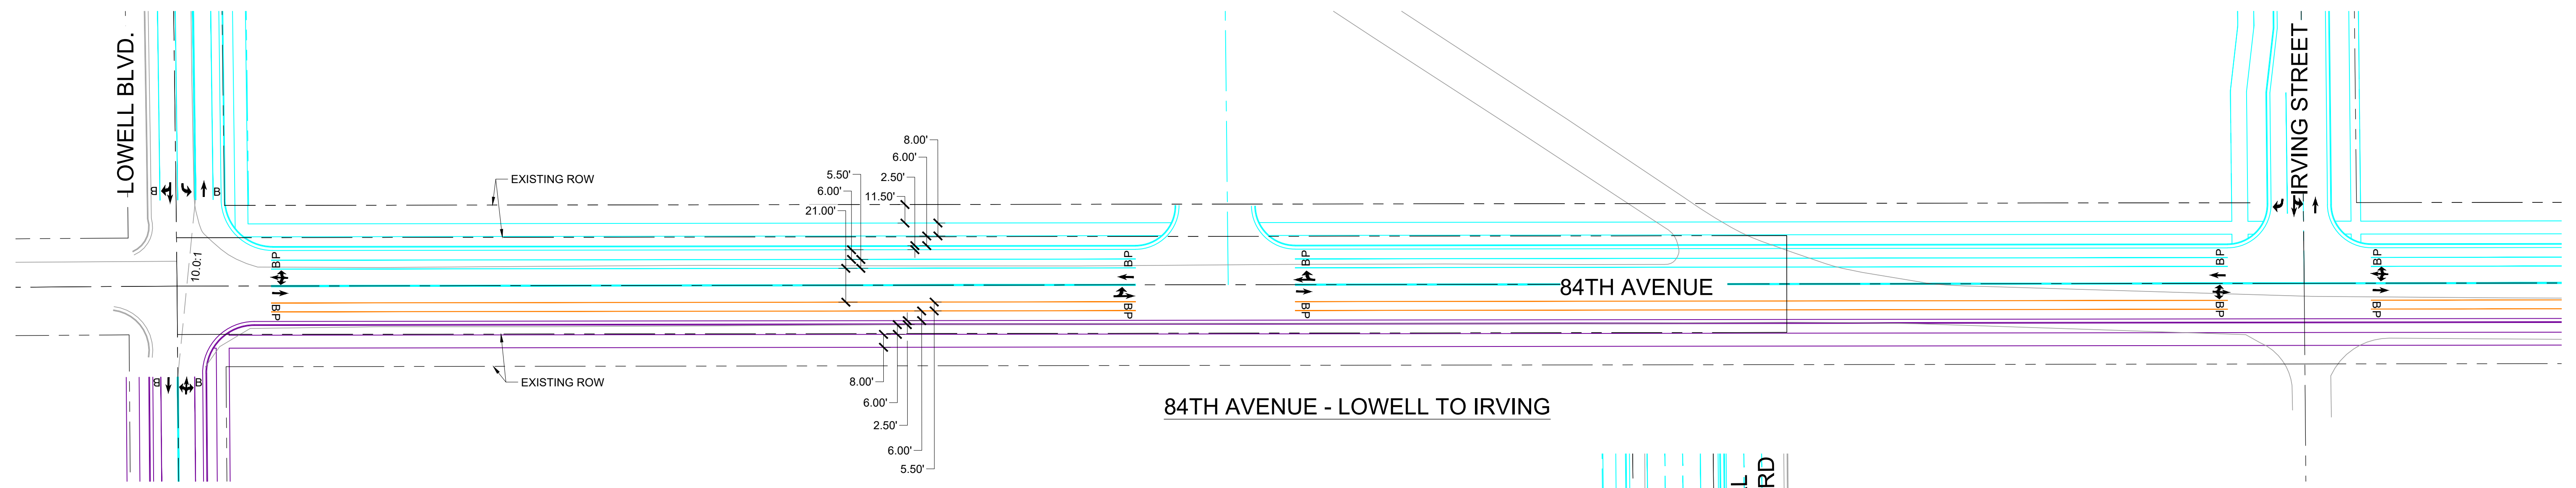 LOWELL BLVD.
IRVING STREET
8.00'
6.00'
2.50'
11.50'
5.50'
6.00'
21.00'
EXISTING ROW
B
B
10.0:1
BP
BP
BP
BP
BP
BP
BP
BP
BP
BP
84TH AVENUE
EXISTING ROW
B
B
8.00'
6.00'
2.50'
6.00'
5.50'
84TH AVENUE - LOWELL TO IRVING
L
RD